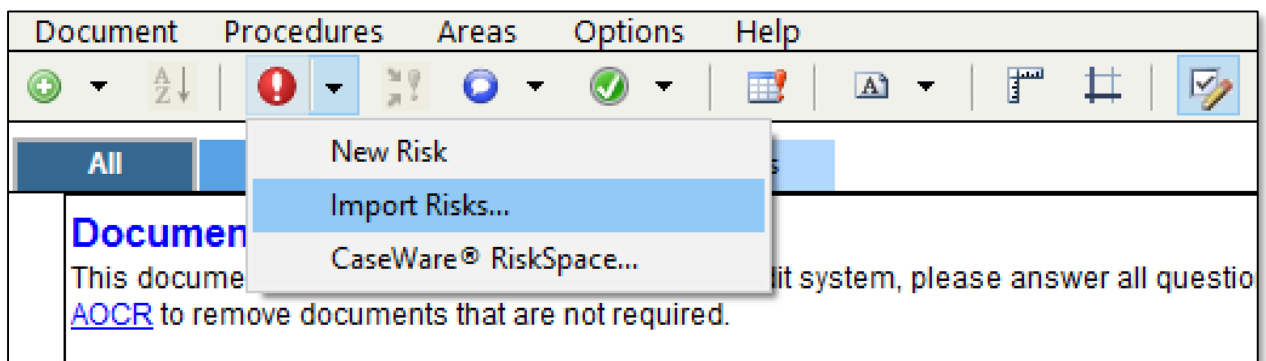 Document Procedures Areas Options Help
A
Z
A
All
New Risk
Import Risks...
CaseWare® RiskSpace...
Documen
This docume it system, please answer all questio
AOCR to remove documents that are not required.